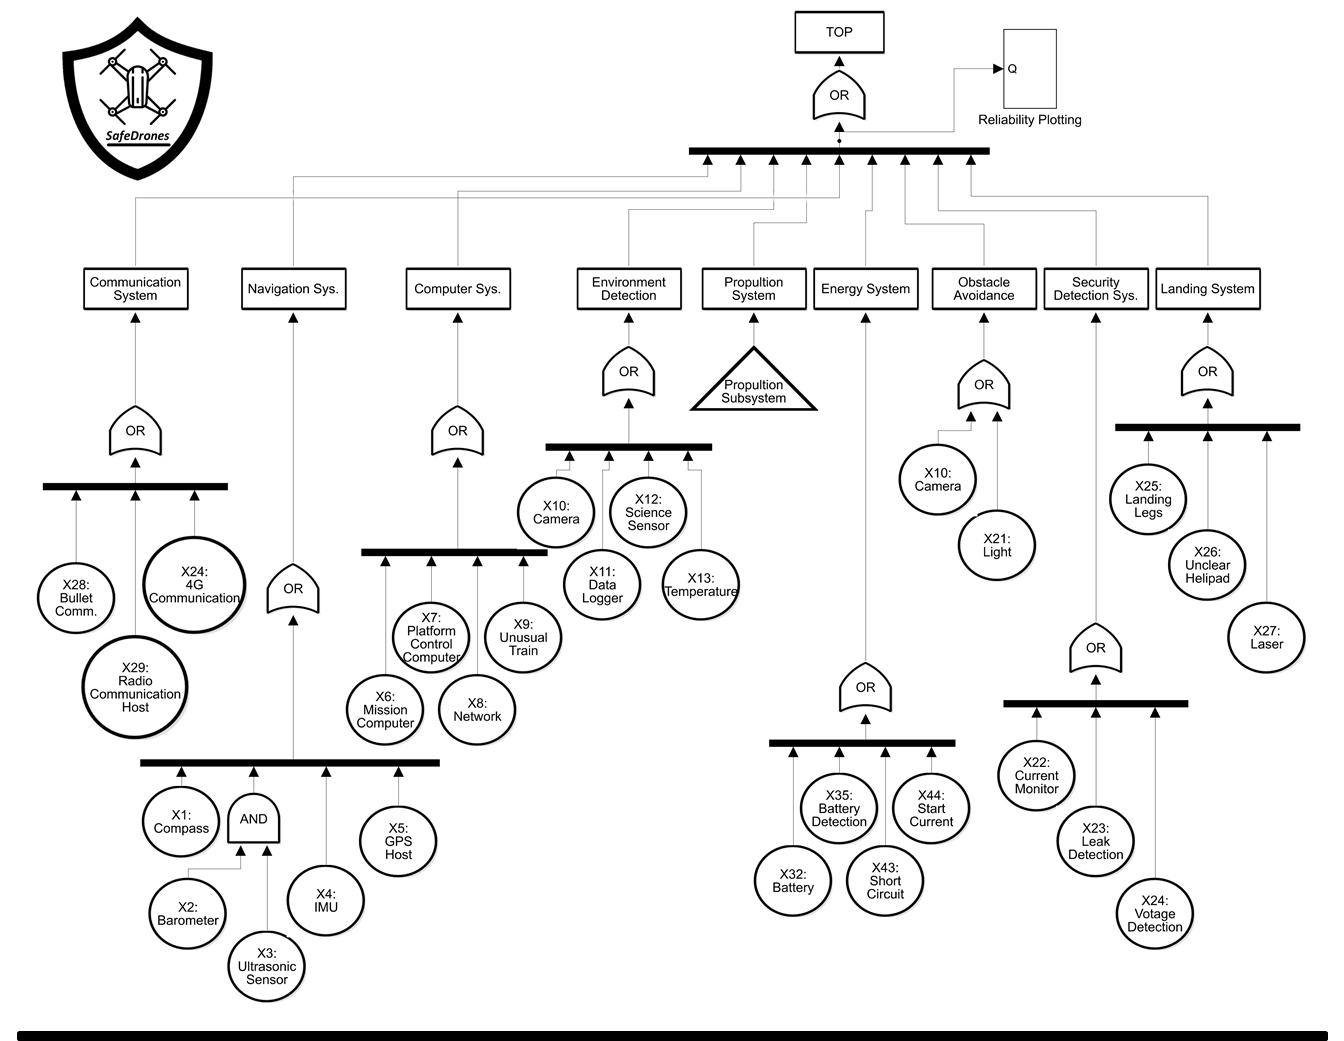 TOP
OR
Q
Reliability Plotting
SafeDrones
Communication
System
Navigation Sys.
Computer Sys.
Environment
Detection
Propultion
System
Energy System
Obstacle
Avoidance
Security
Detection Sys.
Landing System
OR
OR
OR
Propultion
Subsystem
OR
OR
X10:
Camera
X25:
Landing
Legs
X10:
Camera
X12:
Science
Sensor
X21:
Light
X26:
Unclear
Helipad
X28:
Bullet
Comm.
X24:
4G
Communication
OR
X11:
Data
Logger
X13:
Temperature
X29:
Radio
Communication
Host
X7:
Platform
Control
Computer
X9:
Unusual
Train
X27:
Laser
OR
X6:
Mission
Computer
X8:
Network
OR
OR
X1:
Compass
AND
X5:
GPS
Host
X35:
Battery
Detection
X44:
Start
Current
X22:
Current
Monitor
X23:
Leak
Detection
X2:
Barometer
X4:
IMU
X32:
Battery
X43:
Short
Circuit
X24:
Votage
Detection
X3:
Ultrasonic
Sensor